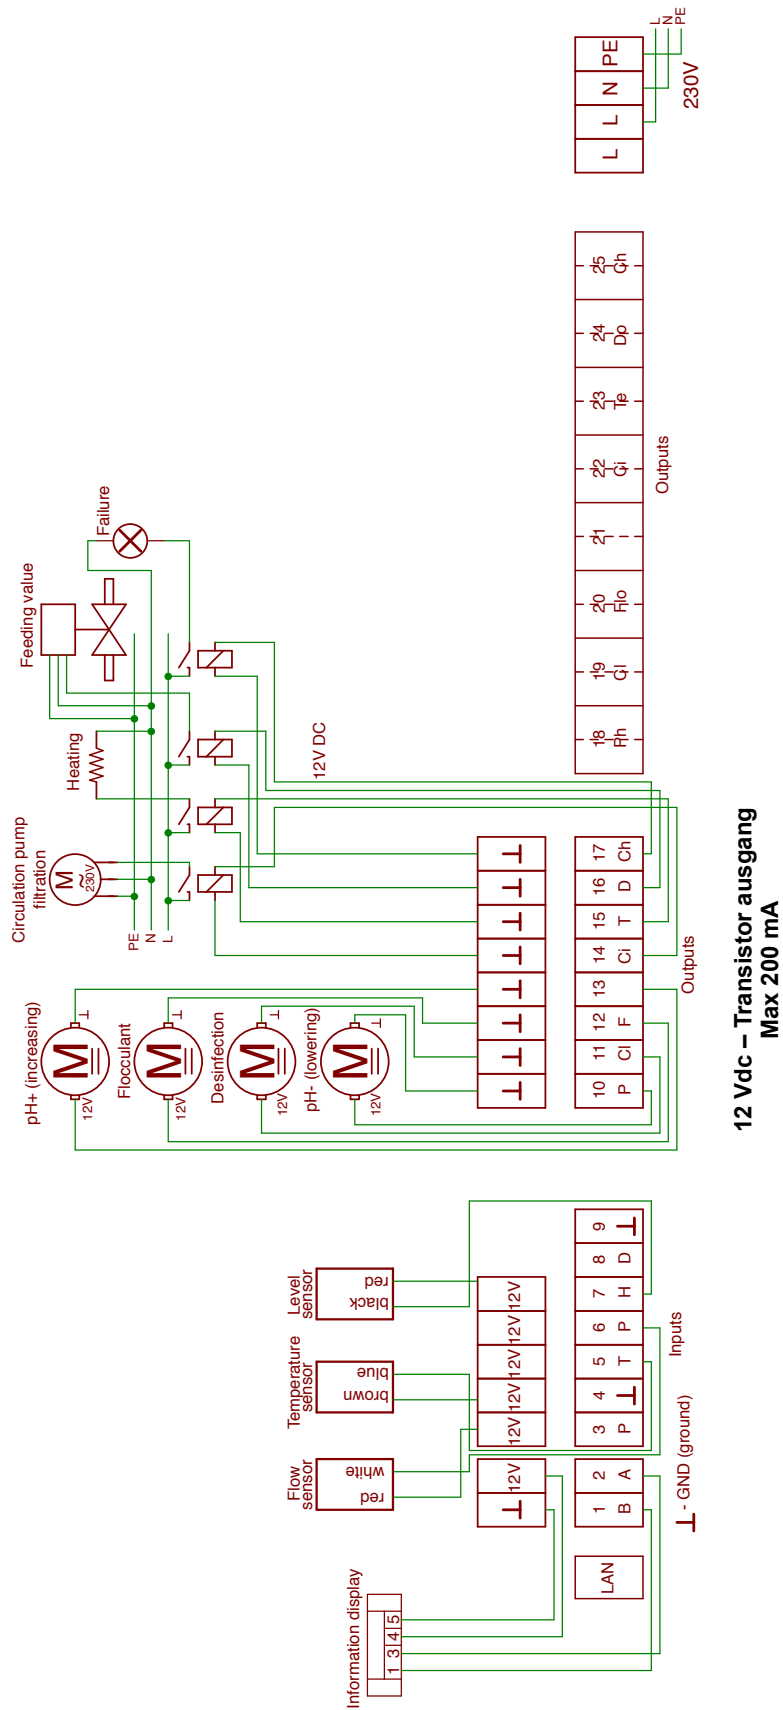 Information display
1 3 4 5
LAN
Flow
sensor
red
white
Temperature
sensor
brown
blue
Level
sensor
black
red
12V
12V
12V
12V
12V
12V
1
B
2
A
3
P
4
5
T
6
P
7
H
8
D
9
Inputs
- GND (ground)
pH+ (increasing)
M
12V
Flocculant
M
12V
Desinfection
M
12V
pH- (lowering)
M
12V
10
P
11
Cl
12
F
13
14
Ci
15
T
16
D
17
Ch
Outputs
Circulation pump
filtration
M
~
230V
PE
N
L
Heating
Feeding value
Failure
12V DC
18
Ph
19
Cl
20
Flo
21
22
Ci
23
Te
24
Do
25
Ch
Outputs
L
L
N
PE
L
N
PE
230V
12 Vdc – Transistor ausgang
Max 200 mA